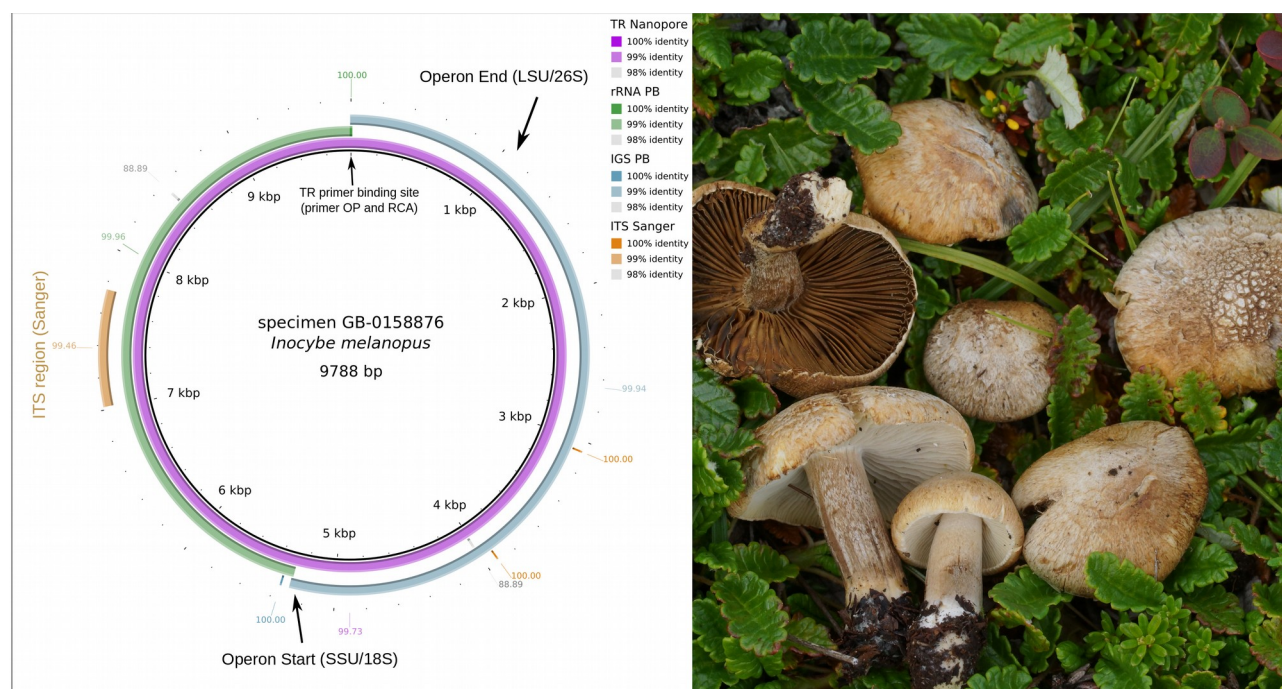 TR Nanopore
100% identity
99% identity
98% identity
rRNA PB
100% identity
99% identity
98% identity
IGS PB
100% identity
99% identity
98% identity
ITS Sanger
100% identity
99% identity
98% identity
100.00
Operon End (LSU/26S)
88.89
9 kbp
TR primer binding site
(primer OP and RCA)
1 kbp
99.96
8 kbp
2 kbp
ITS region (Sanger)
99.46
specimen GB-0158876
Inocybe melanopus
9788 bp
99.94
7 kbp
3 kbp
100.00
6 kbp
4 kbp
5 kbp
100.00
88.89
100.00
99.73
Operon Start (SSU/18S)